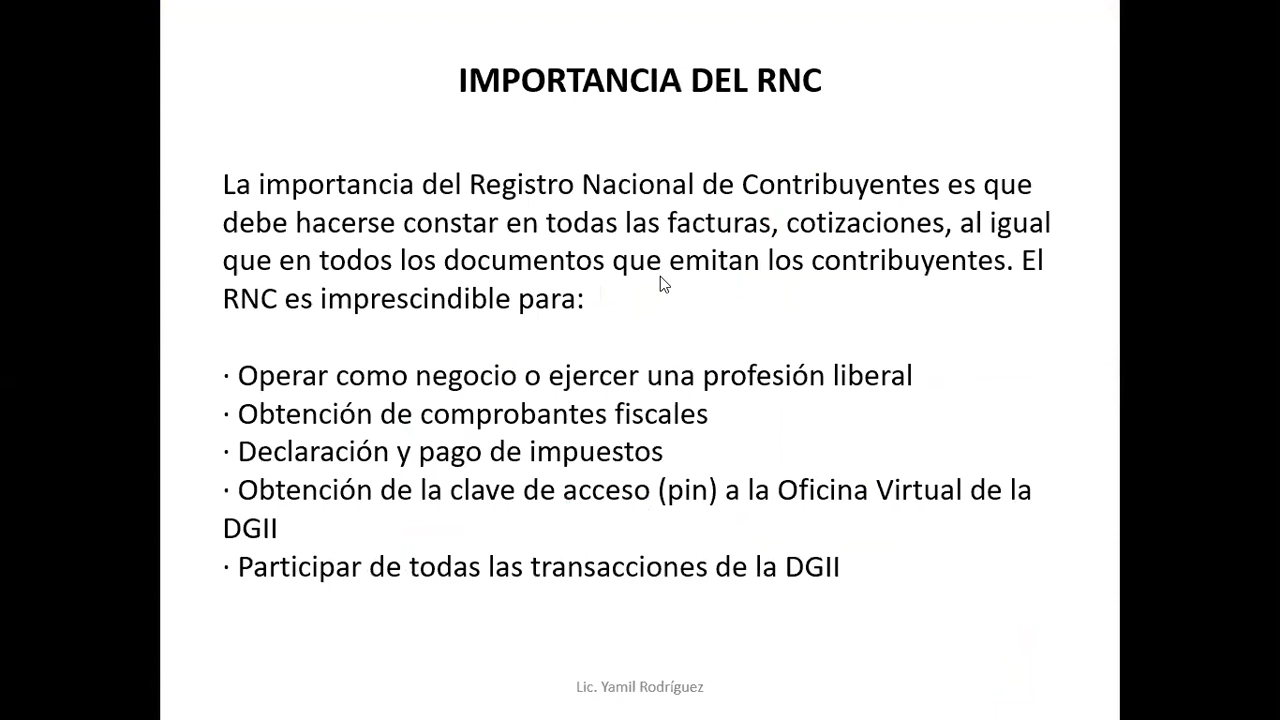 IMPORTANCIA DEL RNC
La importancia del Registro Nacional de Contribuyentes es que
debe hacerse constar en todas las facturas, cotizaciones, al igual
que en todos los documentos que emitan los contribuyentes. El
RNC es imprescindible para:
· Operar como negocio o ejercer una profesión liberal
· Obtención de comprobantes fiscales
· Declaración y pago de impuestos
· Obtención de la clave de acceso (pin) a la Oficina Virtual de la
DGII
· Participar de todas las transacciones de la DGII
Lic. Yamil Rodríguez